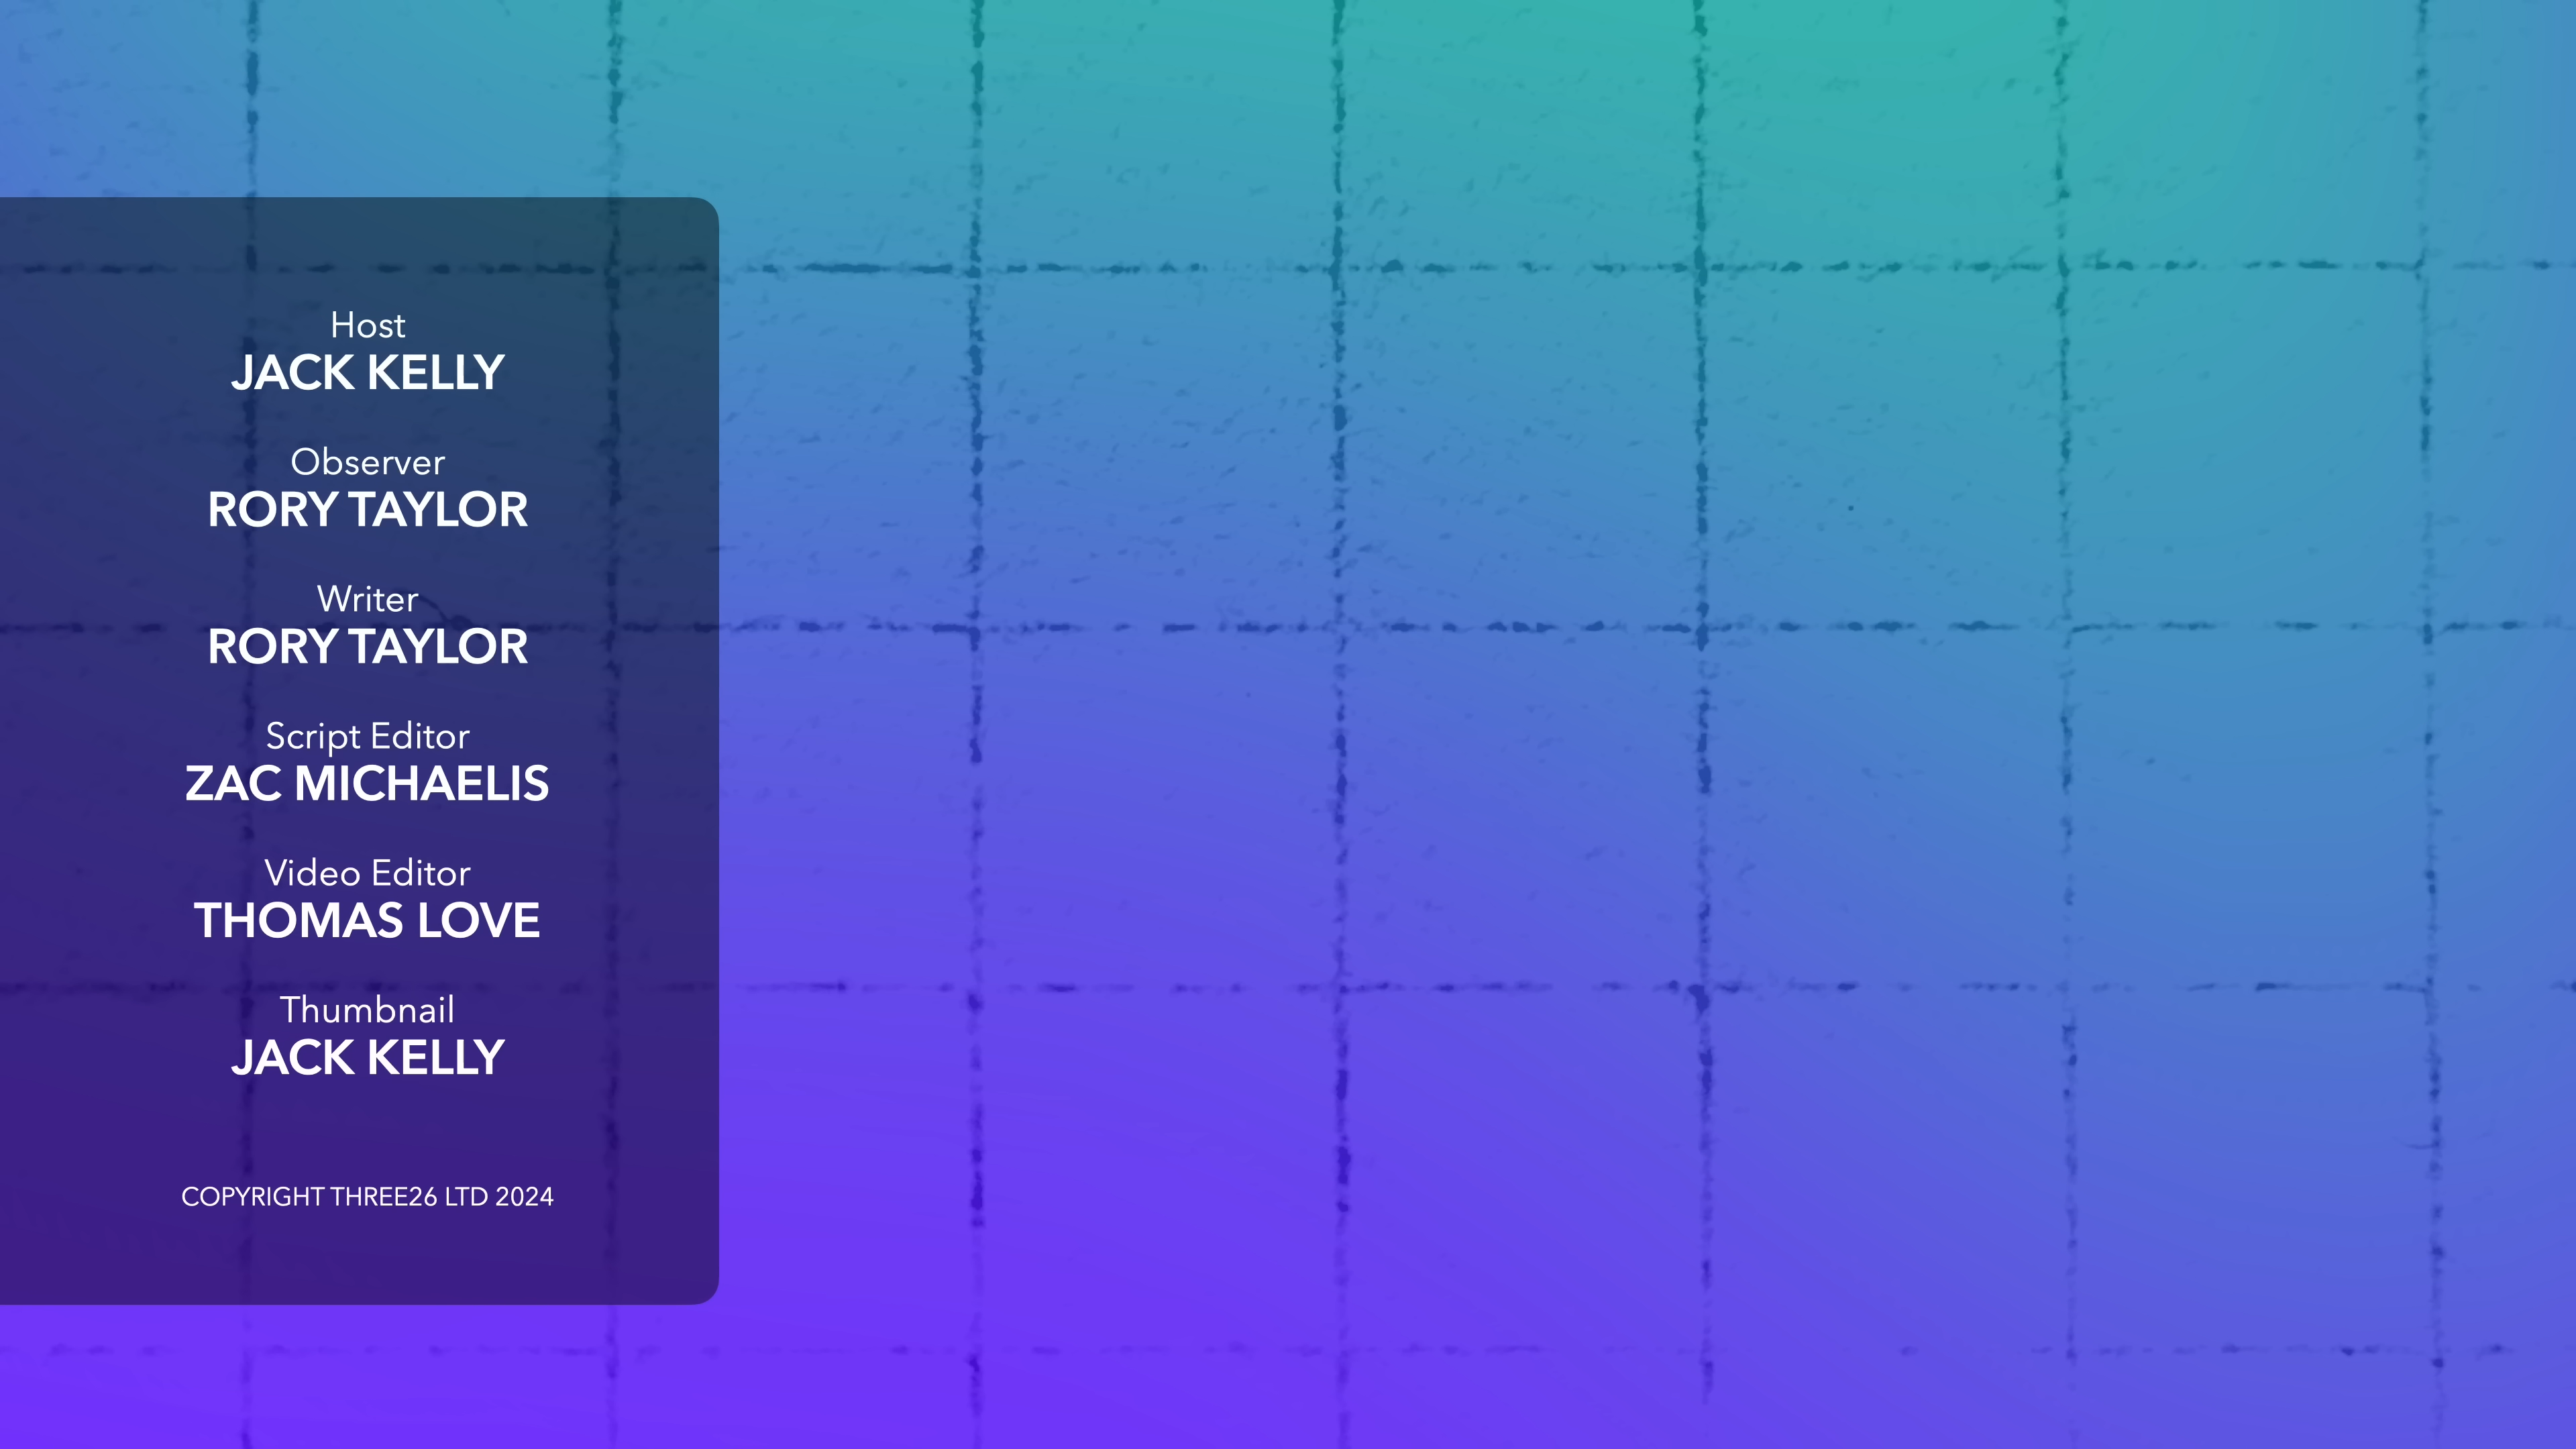 Host
JACK KELLY
Observer
RORY TAYLOR
Writer
RORY TAYLOR
Script Editor
ZAC MICHAELIS
Video Editor
THOMAS LOVE
Thumbnail
JACK KELLY
COPYRIGHT THREE26 LTD 2024